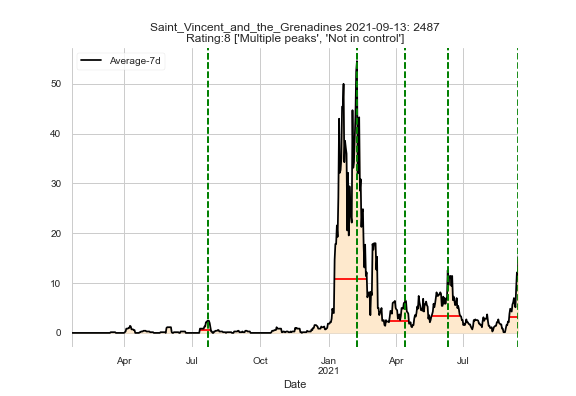 Saint_Vincent_and_the_Grenadines 2021-09-13: 2487
Rating:8 ['Multiple peaks', 'Not in control']
Average-7d
50
40
30
20
10
0
Apr
Jul
Oct
Jan
2021
Apr
Jul
Date